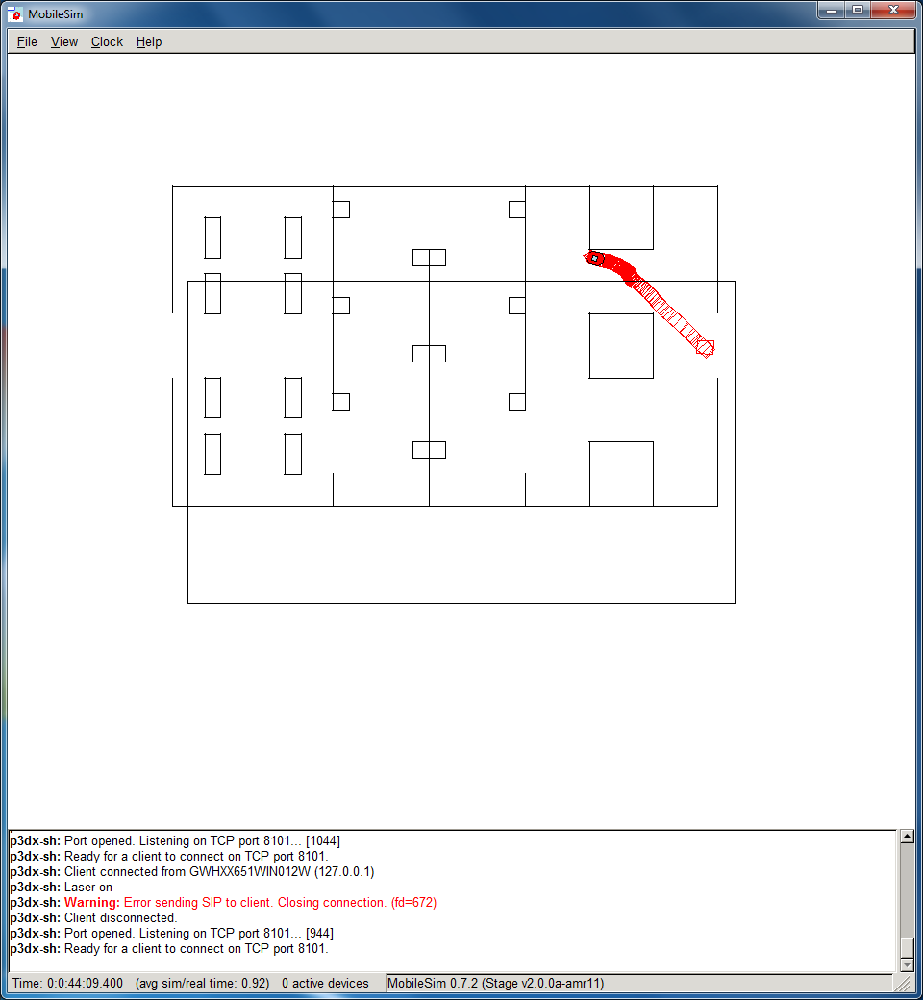 MobileSim
File View Clock Help
p3dx-sh: Port opened. Listening on TCP port 8101... [1044]
p3dx-sh: Ready for a client to connect on TCP port 8101.
p3dx-sh: Client connected from GWHXX651WIN012W (127.0.0.1)
p3dx-sh: Laser on
p3dx-sh: Warning: Error sending SIP to client. Closing connection. (fd=672)
p3dx-sh: Client disconnected.
p3dx-sh: Port opened. Listening on TCP port 8101... [944]
p3dx-sh: Ready for a client to connect on TCP port 8101.
Time: 0:0:44:09.400 (avg sim/real time: 0.92) 0 active devices MobileSim 0.7.2 (Stage v2.0.0a-amr11)